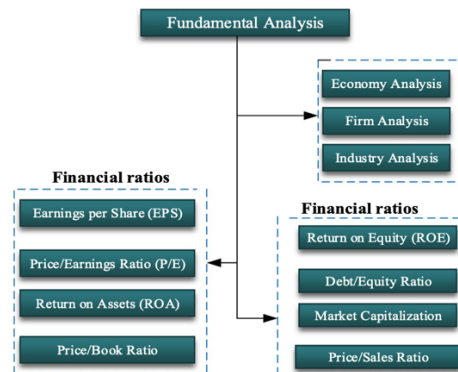 Fundamental Analysis
Economy Analysis
Firm Analysis
Industry Analysis
Financial ratios
Earnings per Share (EPS)
Price/Earnings Ratio (P/E)
Return on Assets (ROA)
Price/Book Ratio
Financial ratios
Return on Equity (ROE)
Debt/Equity Ratio
Market Capitalization
Price/Sales Ratio